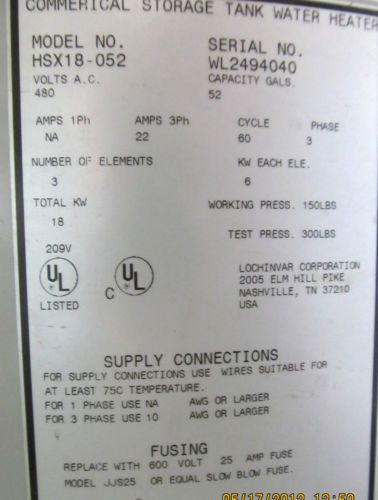 COMMERICAL STORAGE TANK WATER HEATER
MODEL NO. SERIAL NO.
HSX18-052 WL2494040
VOLTS A.C. CAPACITY GALS.
480 52
AMPS 1Ph AMPS 3Ph CYCLE PHASE
NA 22 60 3
NUMBER OF ELEMENTS KW EACH ELE.
3 6
TOTAL KW WORKING PRESS. 150LBS
18
TEST PRESS. 300LBS
209V
UL
LISTED
C UL
LOCHINVAR CORPORATION
2005 ELM HILL PIKE
NASHVILLE, TN 37210
USA
SUPPLY CONNECTIONS
FOR SUPPLY CONNECTIONS USE WIRES SUITABLE FOR
AT LEAST 75C TEMPERATURE.
FOR 1 PHASE USE NA AWG OR LARGER
FOR 3 PHASE USE 10 AWG OR LARGER
FUSING
REPLACE WITH 600 VOLT 25 AMP FUSE
MODEL JJS25 OR EQUAL SLOW BLOW FUSE.
05/17/2012 12:50